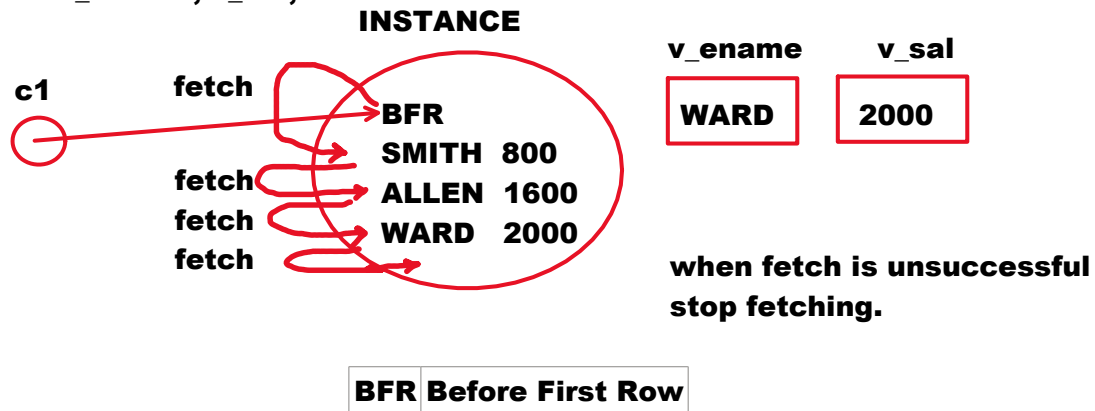 INSTANCE
v_ename v_sal
c1
fetch
BFR
WARD 2000
SMITH 800
fetch
ALLEN 1600
fetch
WARD 2000
fetch
when fetch is unsuccessful
stop fetching.
BFR Before First Row